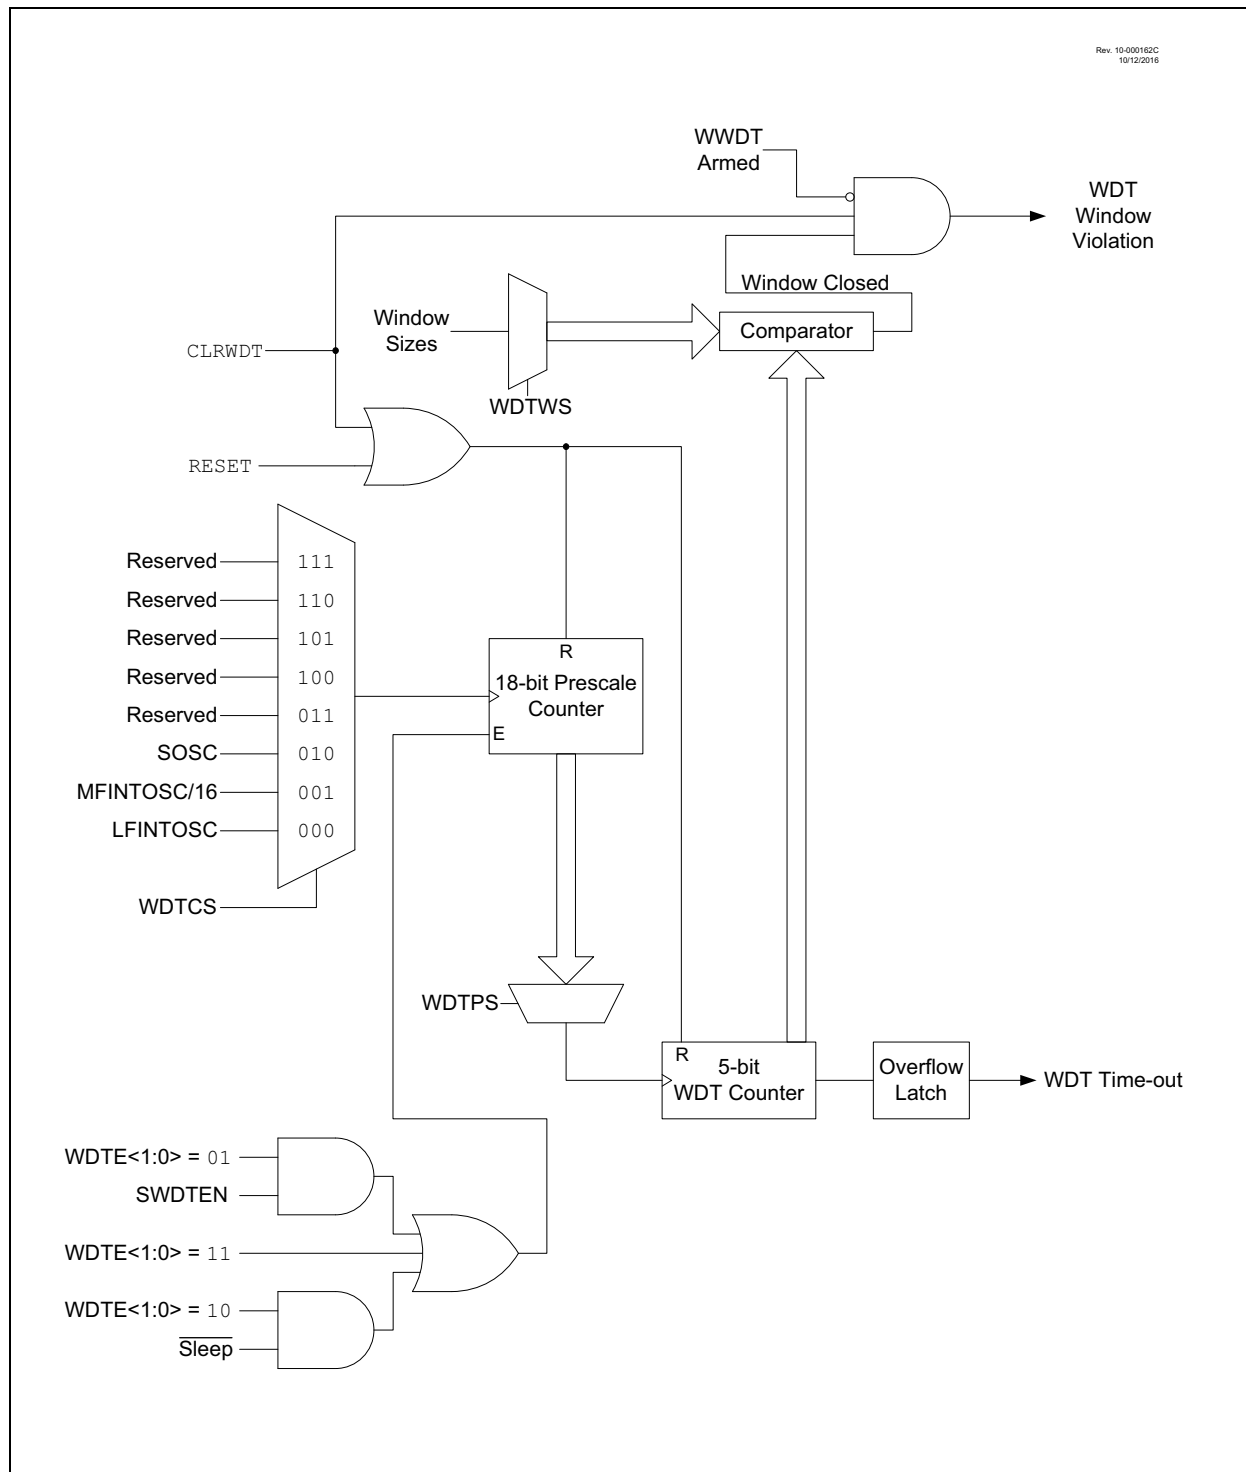 Rev. 10-000162C
10/12/2016
WWDT
Armed
WDT
Window
Violation
Window Closed
Window
Sizes
Comparator
CLRWDT
WDTWS
RESET
Reserved 111
Reserved 110
Reserved 101
Reserved 100
Reserved 011
SOSC 010
MFINTOSC/16 001
LFINTOSC 000
WDTCS
R
18-bit Prescale
Counter
E
WDTPS
R
5-bit
WDT Counter
Overflow
Latch
WDT Time-out
WDTE<1:0> = 01
SWDTEN
WDTE<1:0> = 11
WDTE<1:0> = 10
Sleep